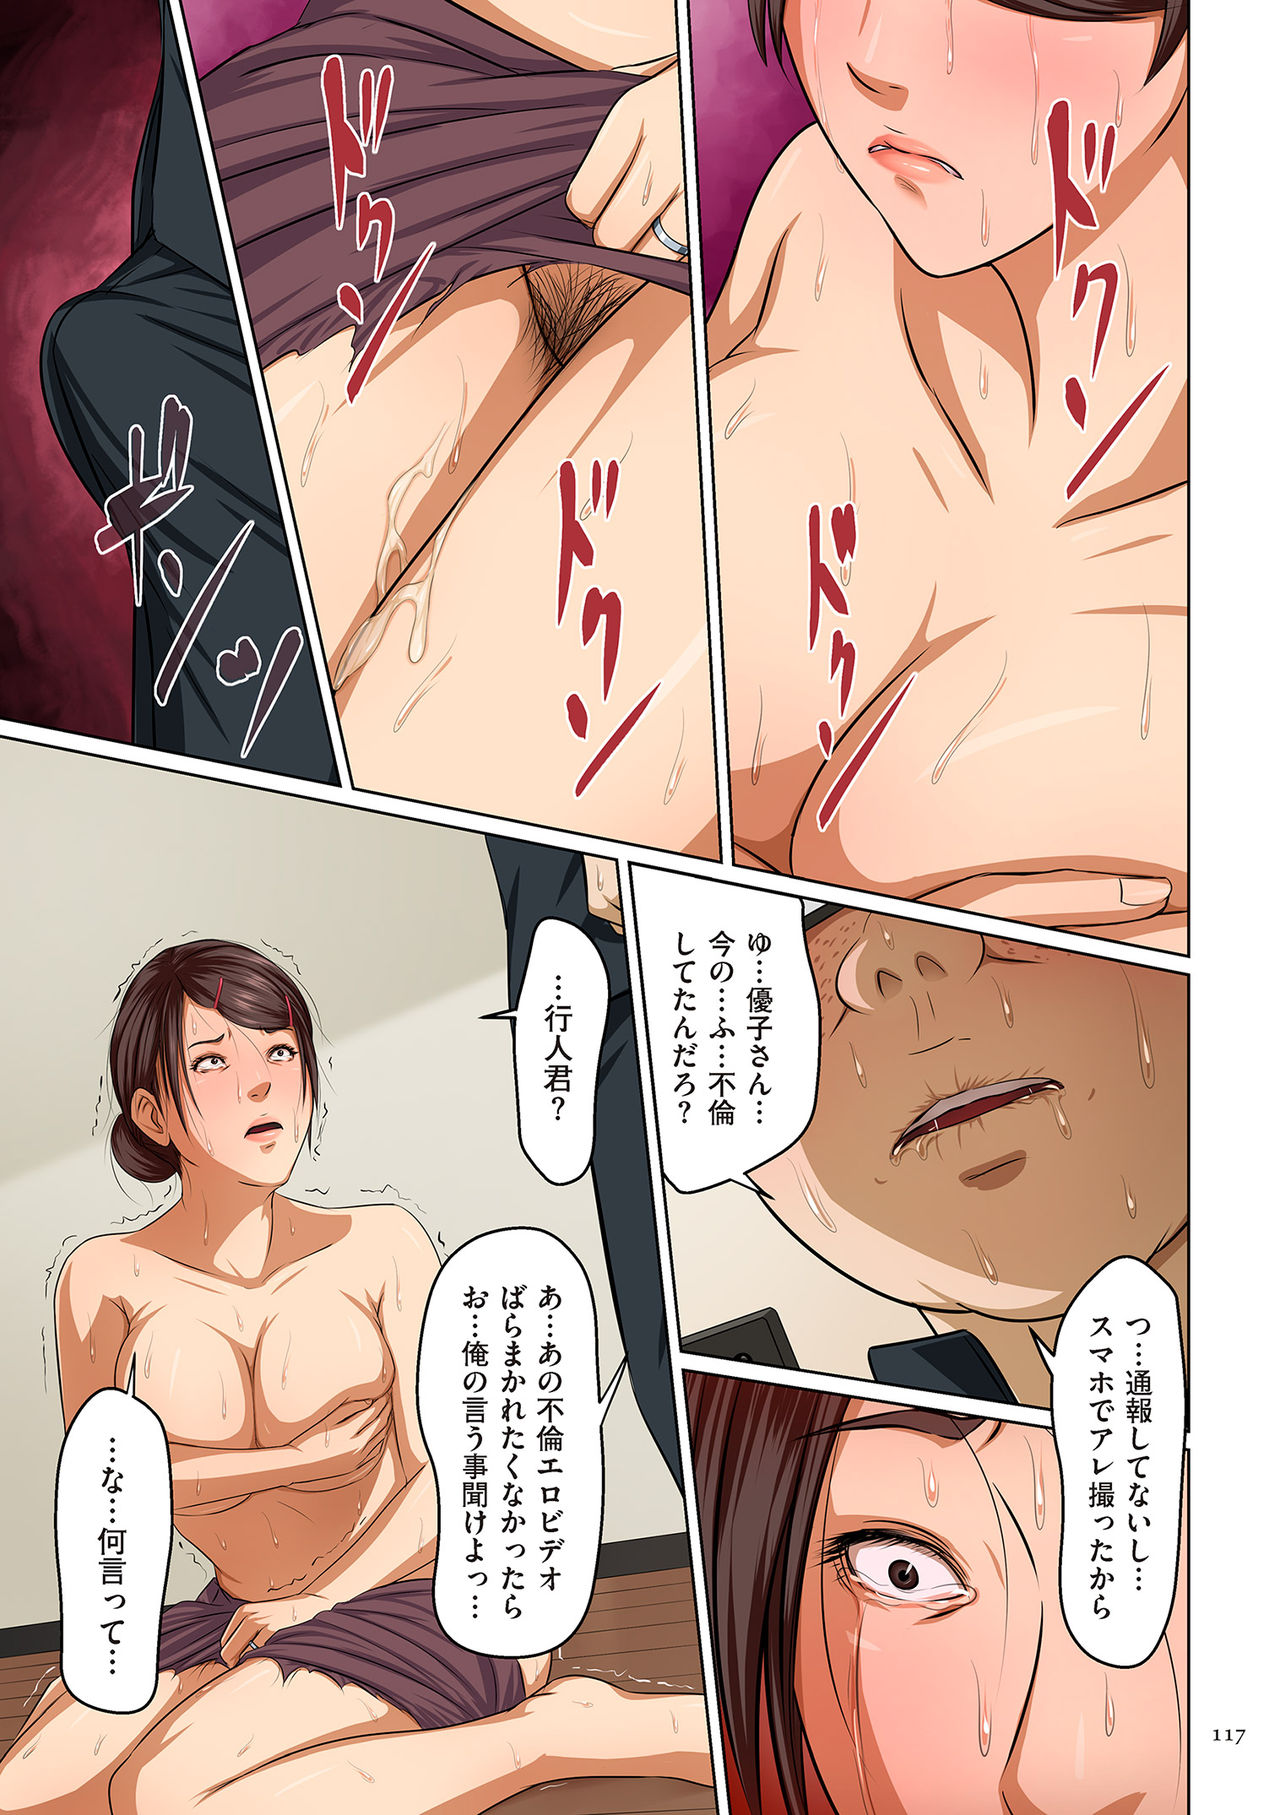 ドクン
ドクン
ドクン
ドクン
ギンッ
ゆ…優子さん…
今の…ふ…不倫
してたんだろ？
…行人君？
つ…通報してないし…
スマホでアレ撮ったから
あ…あの不倫エロビデオ
ばらまかれたくなかったら
お…俺の言う事聞けよっ…
…な…何言って…
117